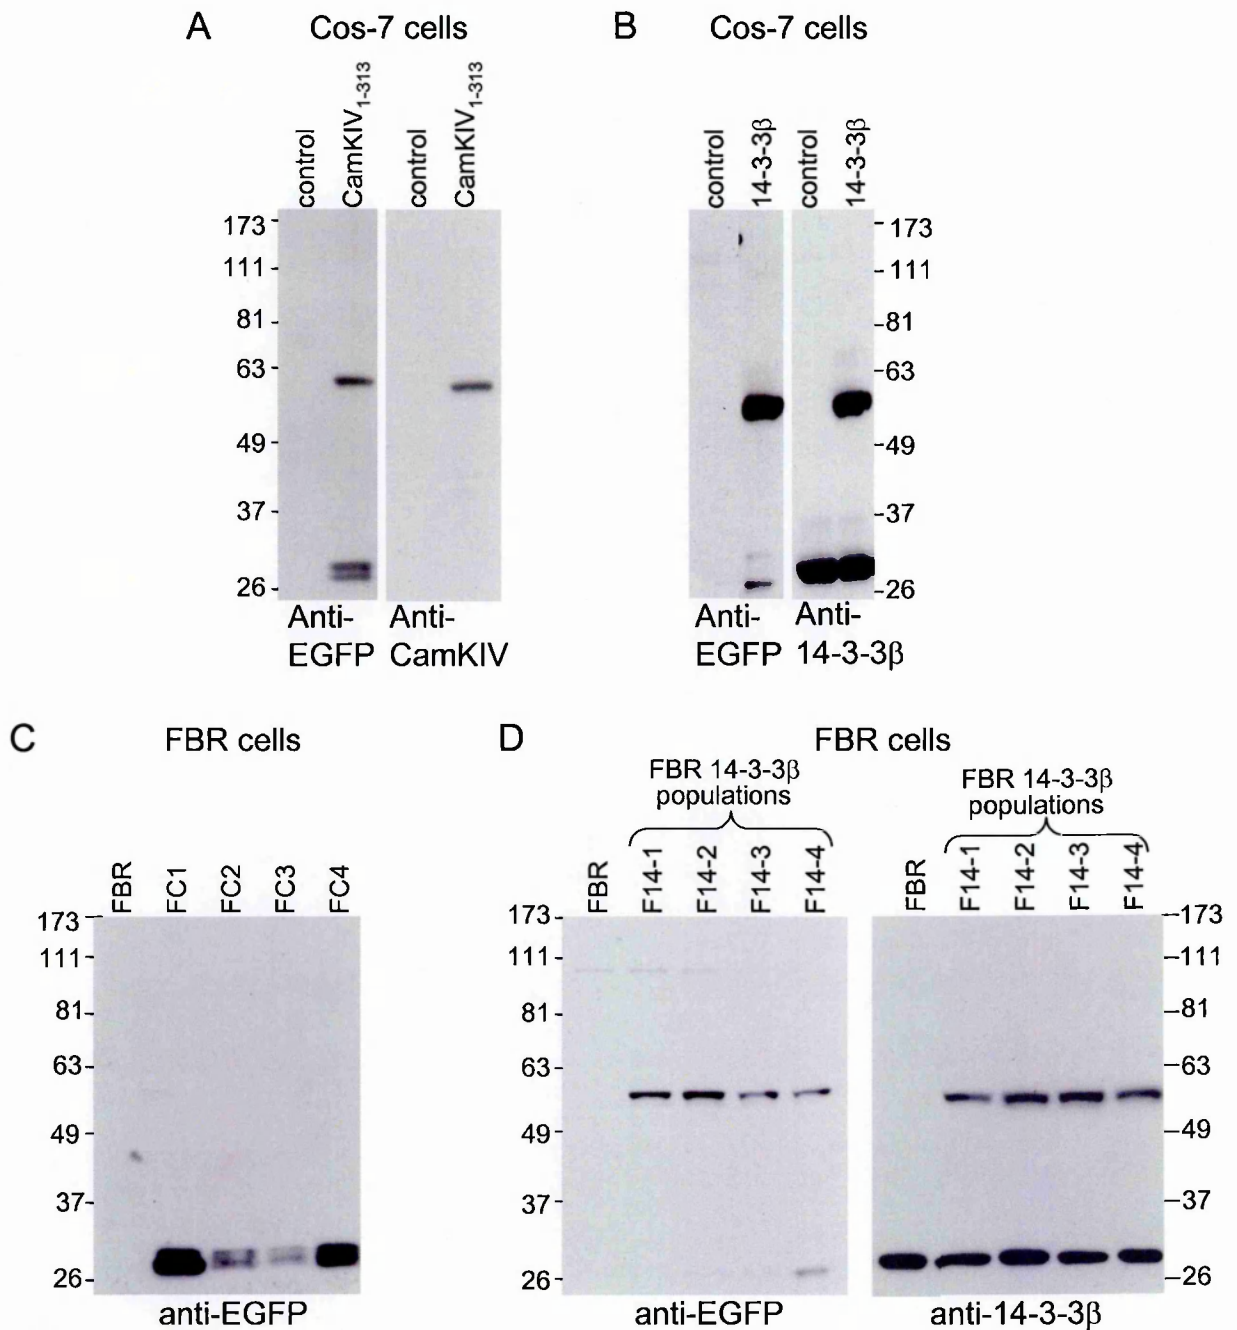 A
Cos-7 cells
control
CamKIV1-313
control
CamKIV1-313
173
111
81
63
49
37
26
Anti-
EGFP
Anti-
CamKIV
B
Cos-7 cells
control
14-3-3β
control
14-3-3β
173
111
81
63
49
37
26
Anti-
EGFP
Anti-
14-3-3β
C
FBR cells
FBR
FC1
FC2
FC3
FC4
173
111
81
63
49
37
26
anti-EGFP
D
FBR cells
FBR 14-3-3β
populations
FBR
F14-1
F14-2
F14-3
F14-4
173
111
81
63
49
37
26
anti-EGFP
FBR 14-3-3β
populations
FBR
F14-1
F14-2
F14-3
F14-4
173
111
81
63
49
37
26
anti-14-3-3β